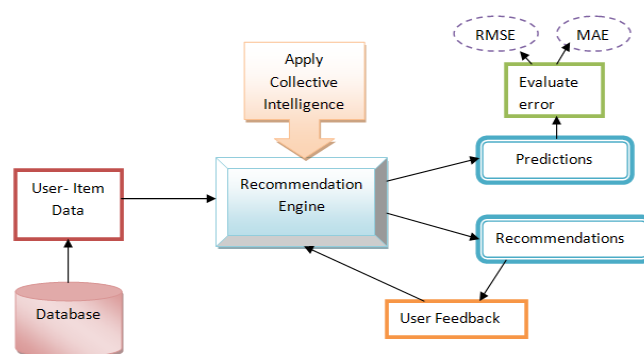 RMSE
MAE
Apply
Collective
Intelligence
Evaluate
error
Predictions
User- Item
Data
Recommendation
Engine
Recommendations
Database
User Feedback